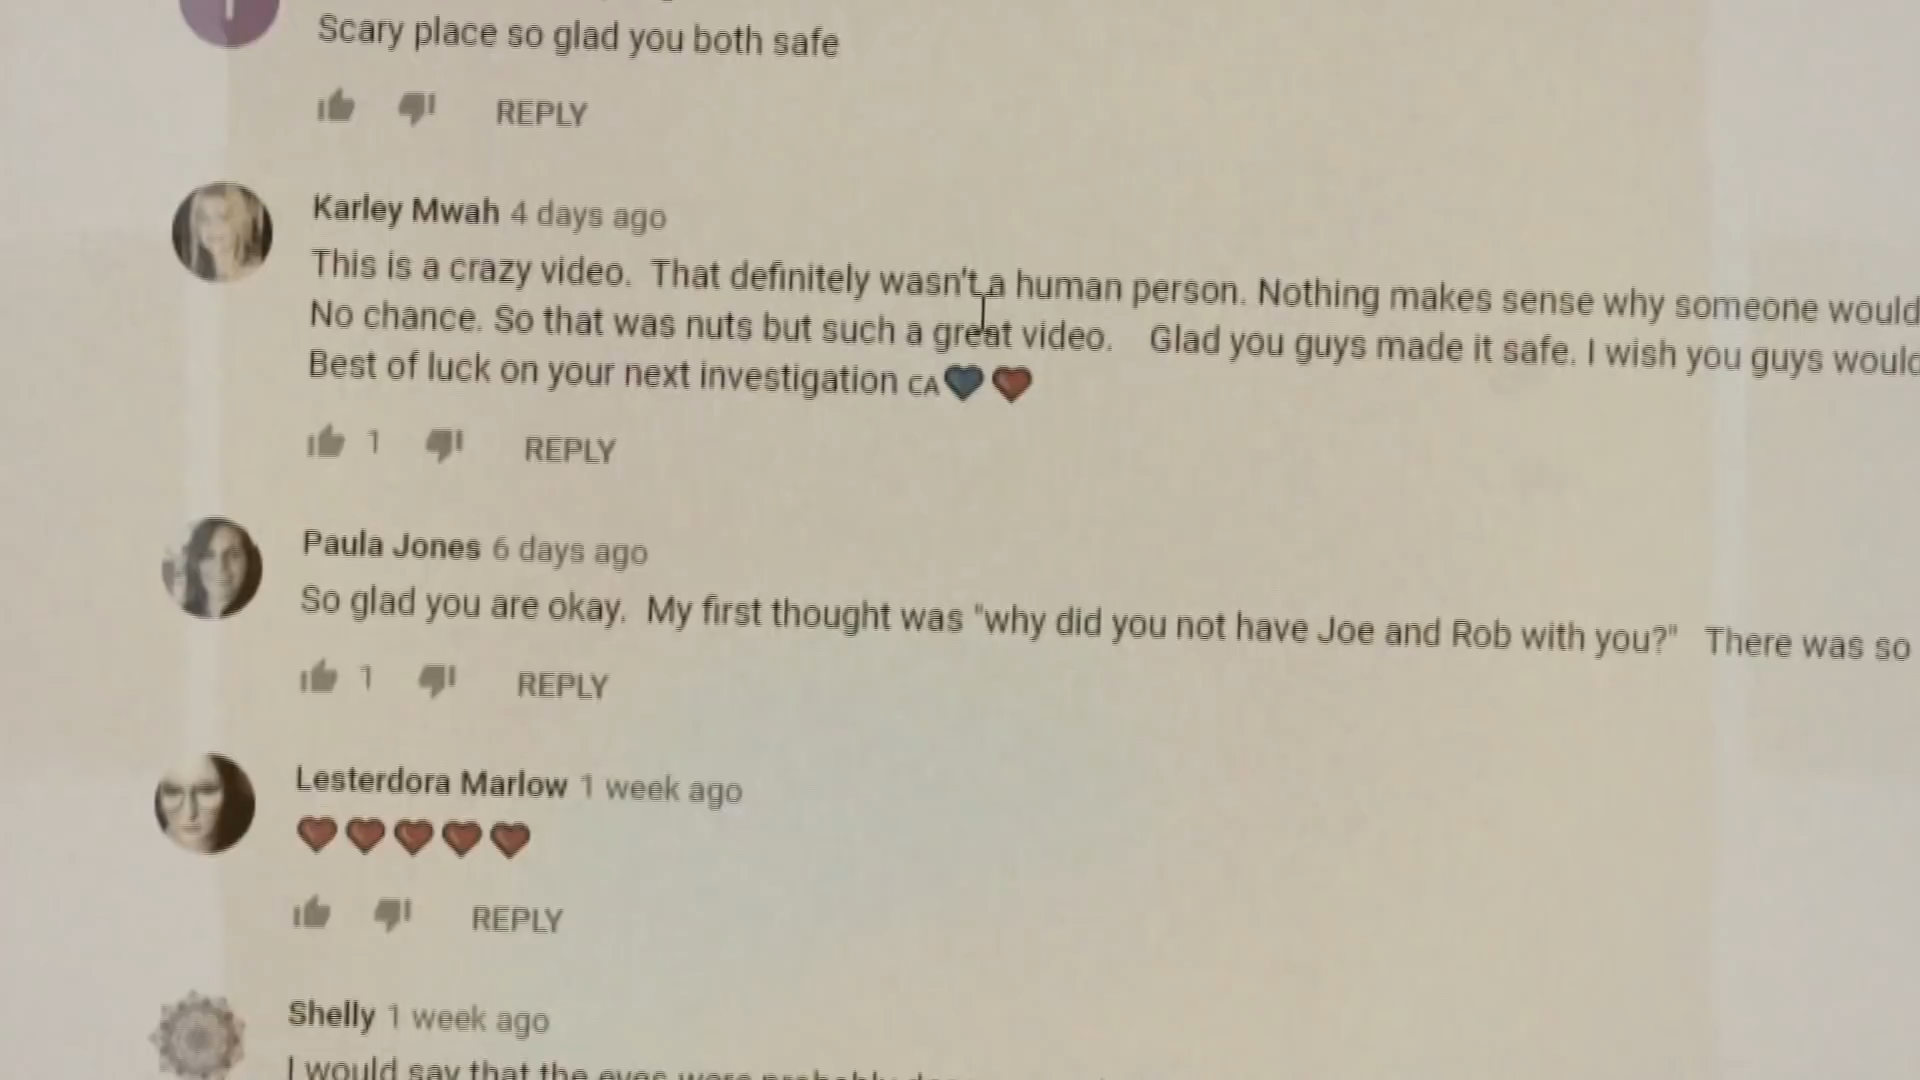 Scary place so glad you both safe
REPLY
Karley Mwah 4 days ago
This is a crazy video.  That definitely wasn't a human person. Nothing makes sense why someone would
No chance. So that was nuts but such a great video.   Glad you guys made it safe. I wish you guys would
Best of luck on your next investigation CA💙❤️
1 REPLY
Paula Jones 6 days ago
So glad you are okay.  My first thought was "why did you not have Joe and Rob with you?"   There was so
1 REPLY
Lesterdora Marlow 1 week ago
❤️❤️❤️❤️❤️
REPLY
Shelly 1 week ago
I would say that the eyes were probably